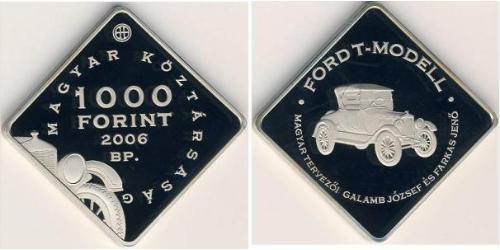 MAGYAR KÖZTÁRSASÁG
1000
FORINT
2006
BP.
· FORD T-MODELL ·
MAGYAR TERVEZŐI GALAMB JÓZSEF ÉS FARKAS JENŐ